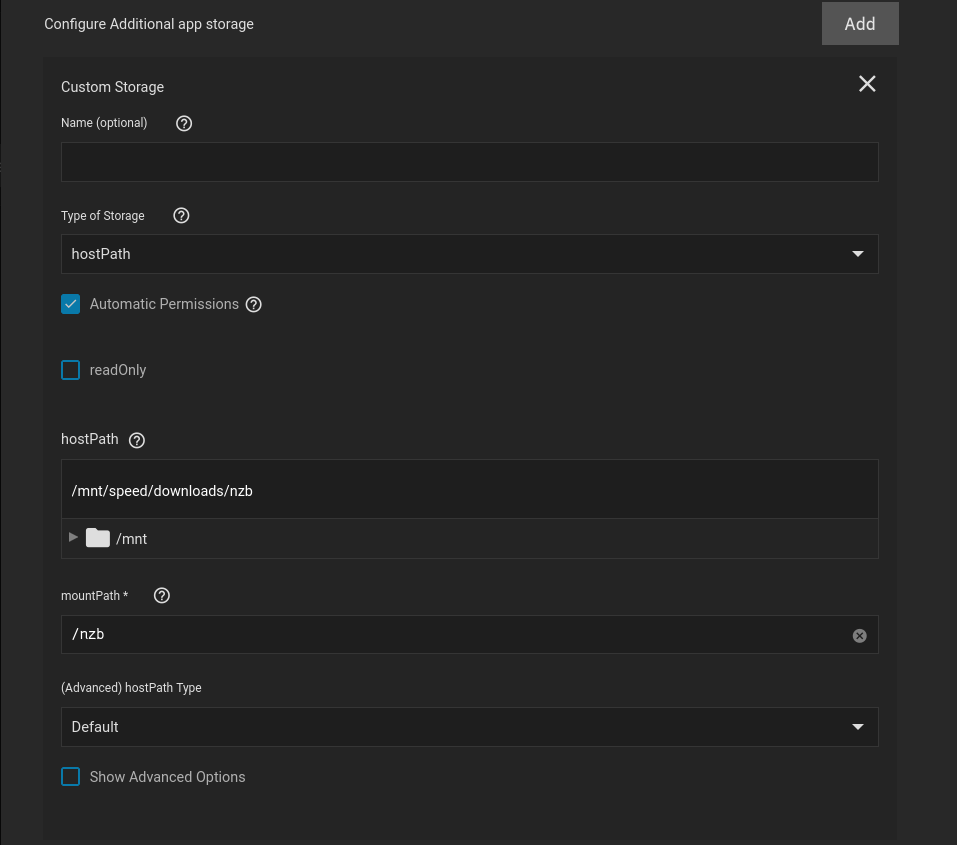 Configure Additional app storage
Add
Custom Storage
Name (optional)
Type of Storage
hostPath
Automatic Permissions
readOnly
hostPath
/mnt/speed/downloads/nzb
/mnt
mountPath *
/nzb
(Advanced) hostPath Type
Default
Show Advanced Options